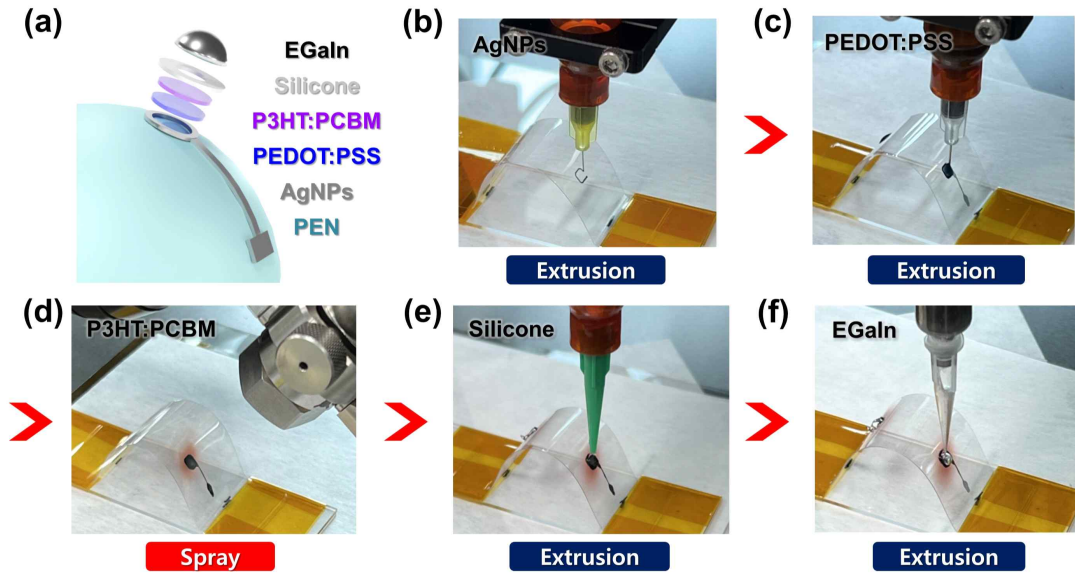 (a)
EGaIn
Silicone
P3HT:PCBM
PEDOT:PSS
AgNPs
PEN
(b)
AgNPs
Extrusion
(c)
PEDOT:PSS
Extrusion
(d)
P3HT:PCBM
Spray
(e)
Silicone
Extrusion
(f)
EGaIn
Extrusion